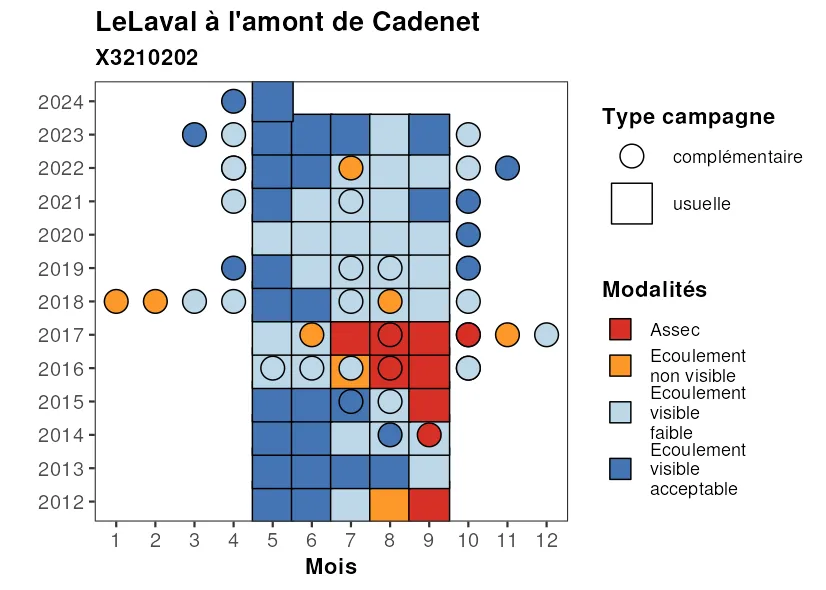 LeLaval à l'amont de Cadenet
X3210202
2024
2023
2022
2021
2020
2019
2018
2017
2016
2015
2014
2013
2012
1 2 3 4 5 6 7 8 9 10 11 12
Mois
Type campagne
complémentaire
usuelle
Modalités
Assec
Ecoulement
non visible
Ecoulement
visible
faible
Ecoulement
visible
acceptable